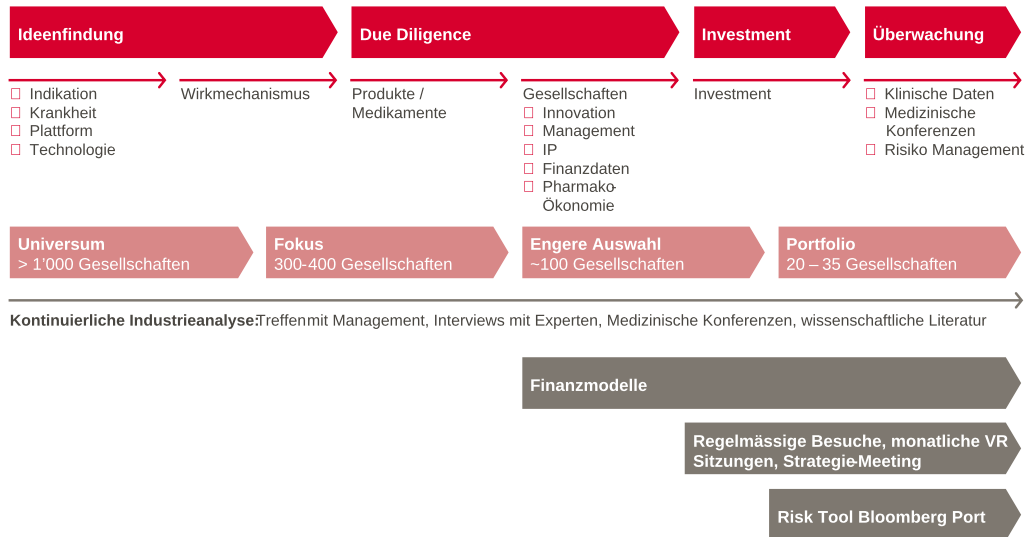 Ideenfindung
Due Diligence
Investment
Überwachung
Indikation
Krankheit
Plattform
Technologie
Wirkmechanismus
Produkte /
Medikamente
Gesellschaften
Innovation
Management
IP
Finanzdaten
Pharmako-
Ökonomie
Investment
Klinische Daten
Medizinische
Konferenzen
Risiko Management
Universum
> 1’000 Gesellschaften
Fokus
300-400 Gesellschaften
Engere Auswahl
~100 Gesellschaften
Portfolio
20 – 35 Gesellschaften
Kontinuierliche Industrieanalyse: Treffen mit Management, Interviews mit Experten, Medizinische Konferenzen, wissenschaftliche Literatur
Finanzmodelle
Regelmässige Besuche, monatliche VR
Sitzungen, Strategie-Meeting
Risk Tool Bloomberg Port